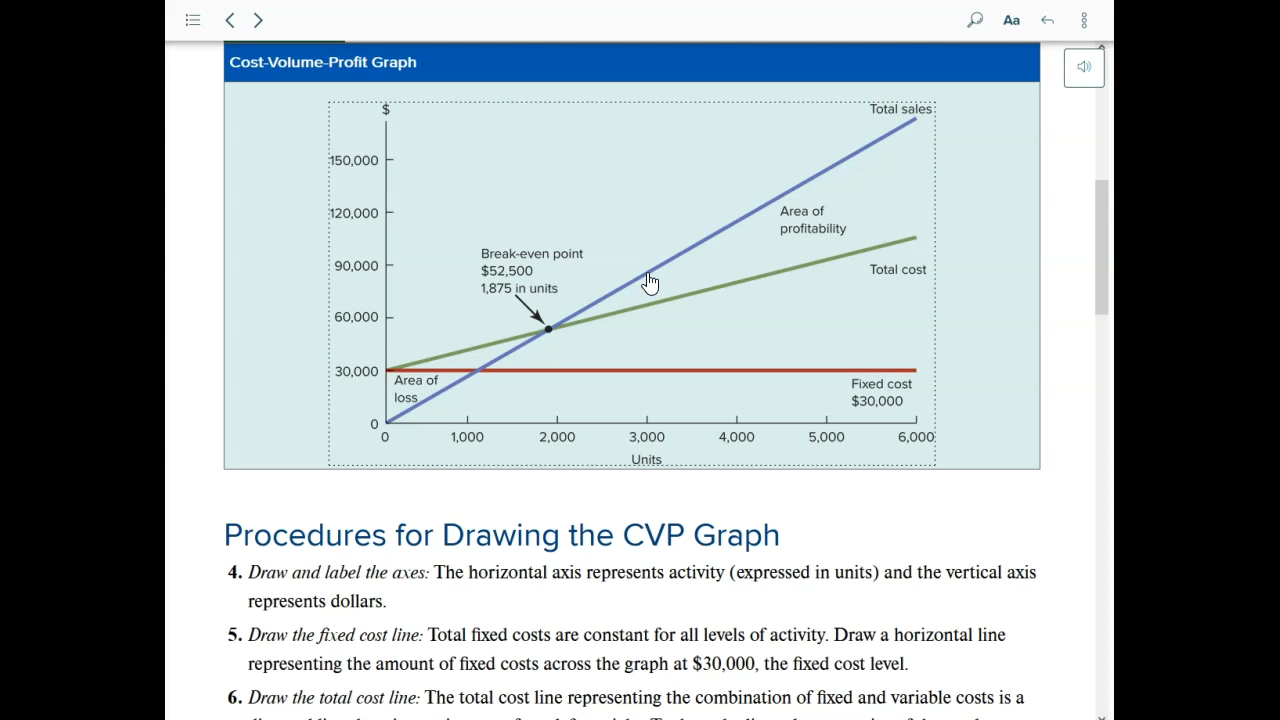 Aa
Cost-Volume-Profit Graph
$
Total sales
150,000
Area of
profitability
120,000
Break-even point
$52,500
1,875 in units
90,000
Total cost
60,000
30,000
Area of
loss
Fixed cost
$30,000
0
0 1,000 2,000 3,000 4,000 5,000 6,000
Units
Procedures for Drawing the CVP Graph
4. Draw and label the axes: The horizontal axis represents activity (expressed in units) and the vertical axis
represents dollars.
5. Draw the fixed cost line: Total fixed costs are constant for all levels of activity. Draw a horizontal line
representing the amount of fixed costs across the graph at $30,000, the fixed cost level.
6. Draw the total cost line: The total cost line representing the combination of fixed and variable costs is a